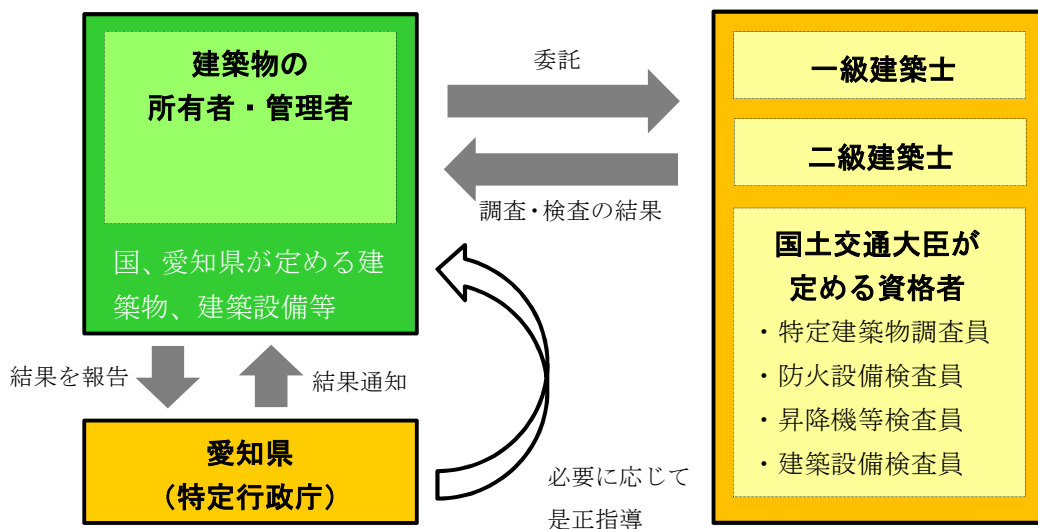 建築物の
所有者・管理者
国、愛知県が定める建
築物、建築設備等
委託
調査・検査の結果
一級建築士
二級建築士
国土交通大臣が
定める資格者
・特定建築物調査員
・防火設備検査員
・昇降機等検査員
・建築設備検査員
結果を報告
結果通知
愛知県
（特定行政庁）
必要に応じて
是正指導